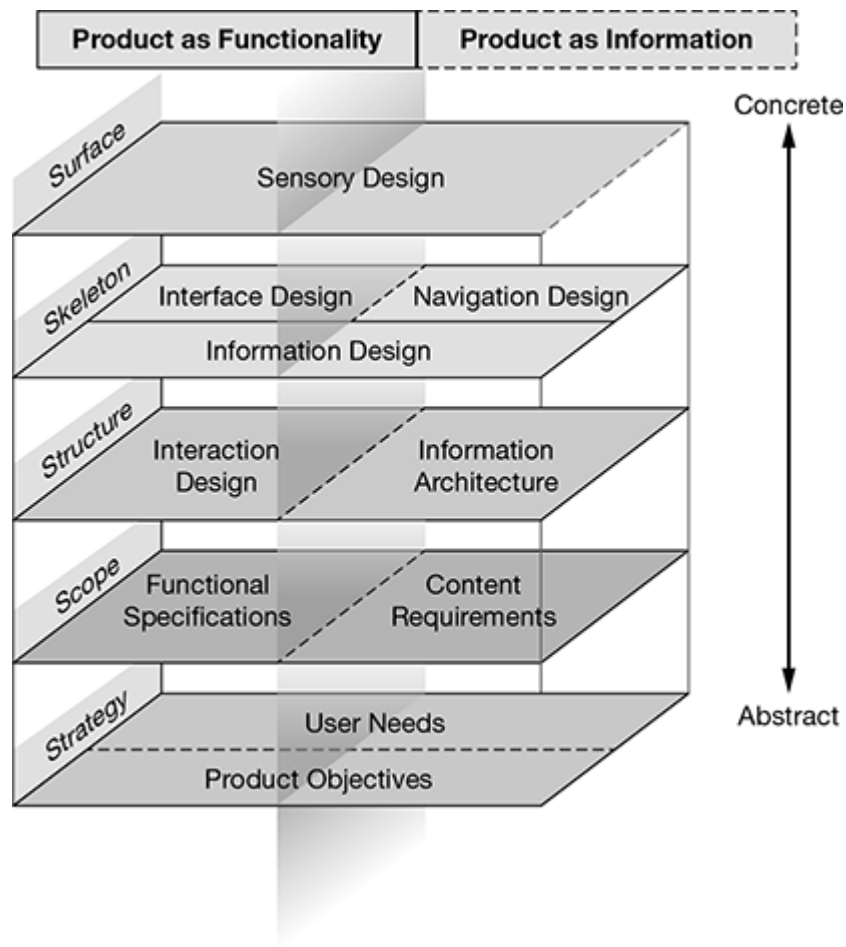 Product as Functionality
Product as Information
Concrete
Surface
Sensory Design
Skeleton
Interface Design
Navigation Design
Information Design
Structure
Interaction
Design
Information
Architecture
Scope
Functional
Specifications
Content
Requirements
Strategy
User Needs
Abstract
Product Objectives